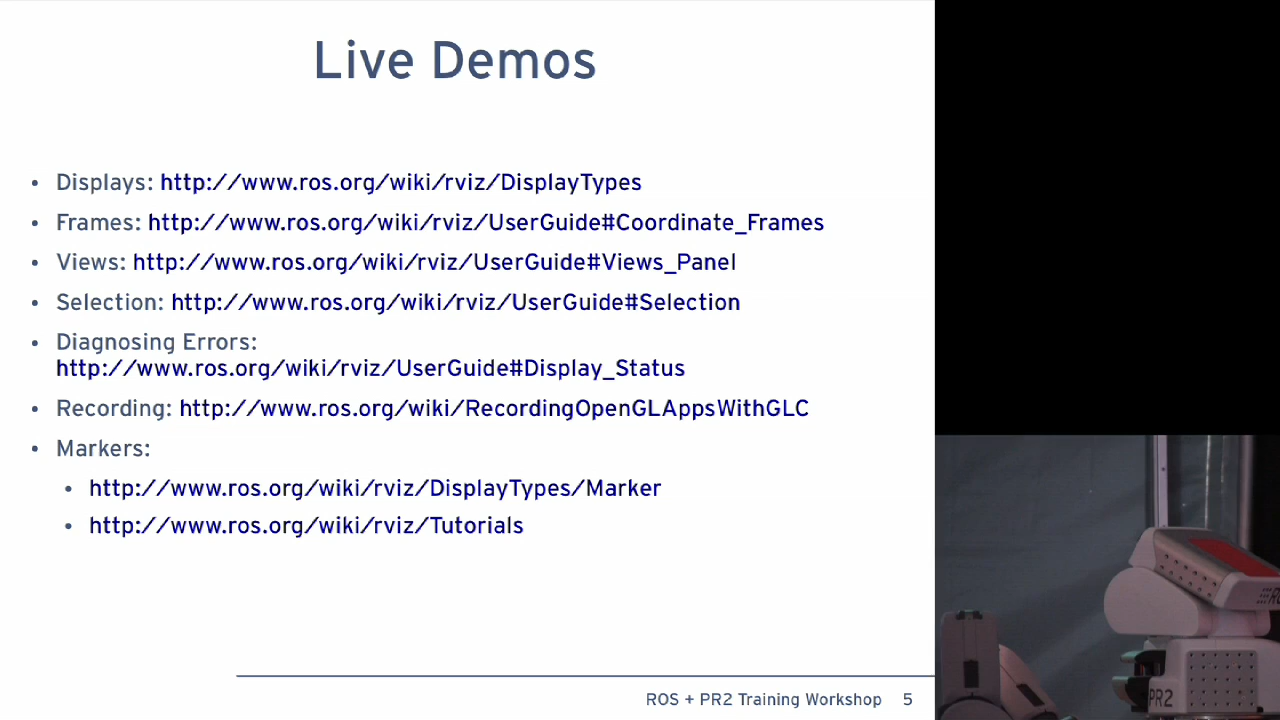 Live Demos
• Displays: http://www.ros.org/wiki/rviz/DisplayTypes
• Frames: http://www.ros.org/wiki/rviz/UserGuide#Coordinate_Frames
• Views: http://www.ros.org/wiki/rviz/UserGuide#Views_Panel
• Selection: http://www.ros.org/wiki/rviz/UserGuide#Selection
• Diagnosing Errors:
http://www.ros.org/wiki/rviz/UserGuide#Display_Status
• Recording: http://www.ros.org/wiki/RecordingOpenGLAppsWithGLC
• Markers:
• http://www.ros.org/wiki/rviz/DisplayTypes/Marker
• http://www.ros.org/wiki/rviz/Tutorials
ROS + PR2 Training Workshop 5
PR2